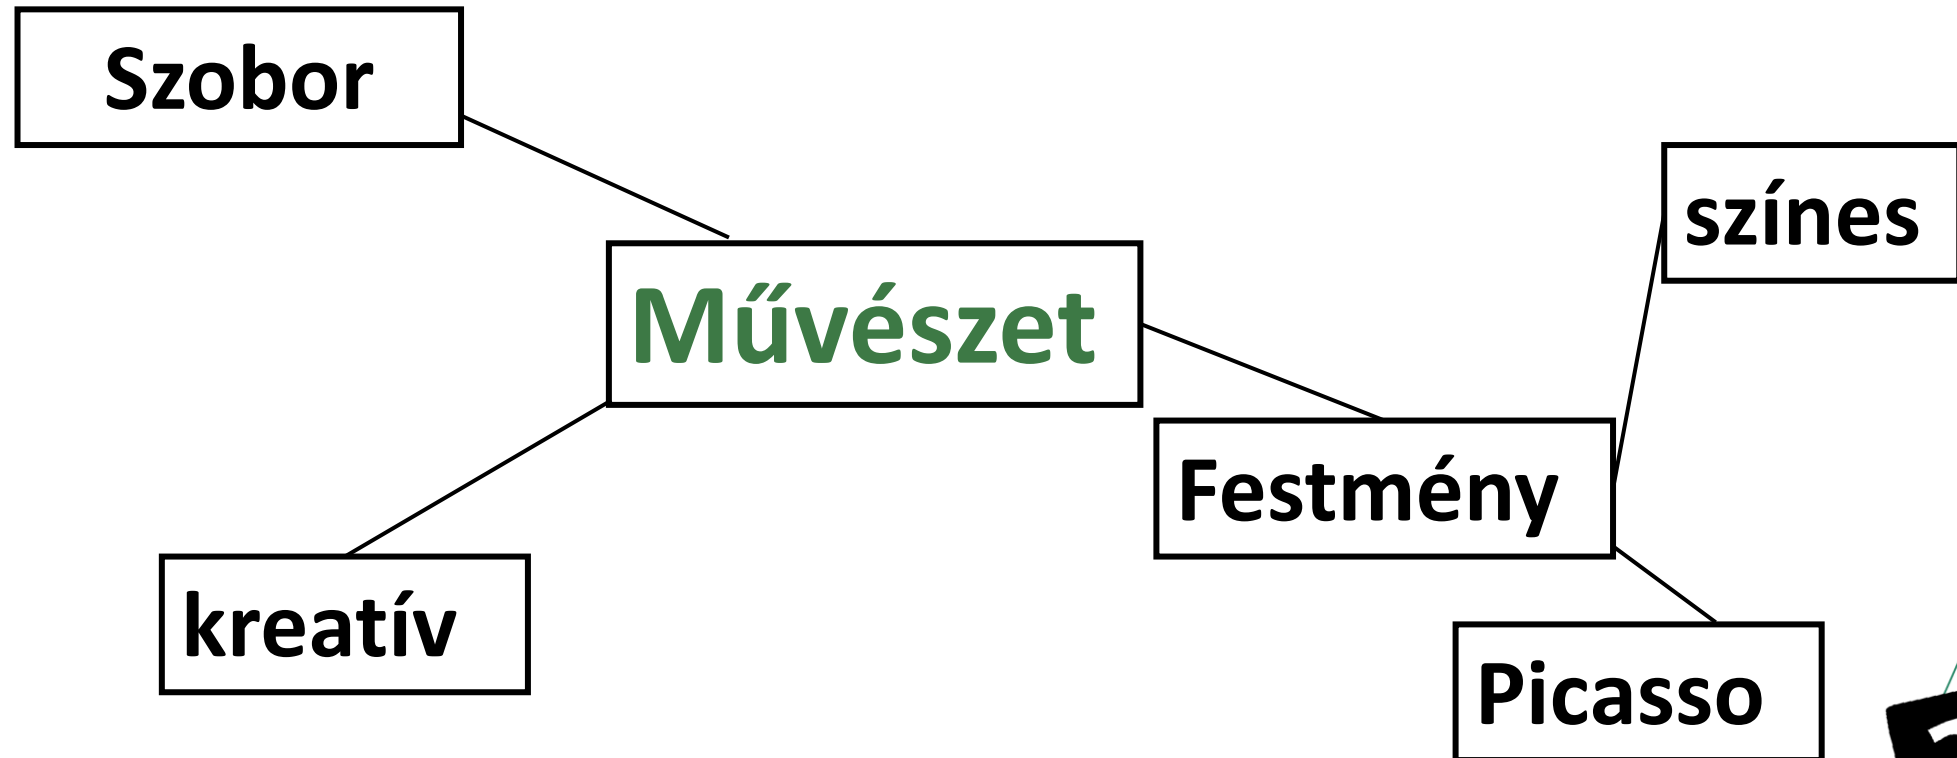 Szobor
színes
Művészet
Festmény
kreatív
Picasso